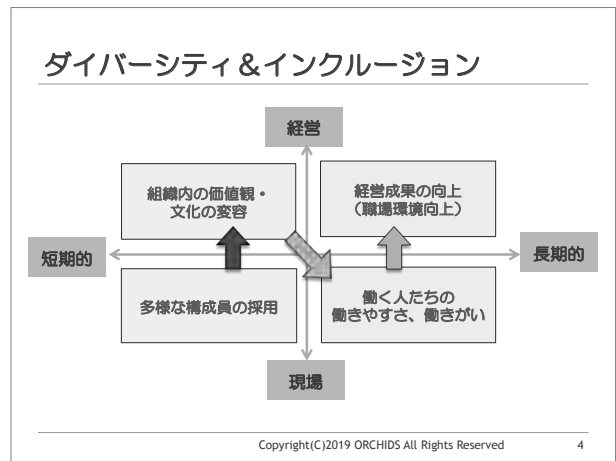 ダイバーシティ＆インクルージョン
経営
組織内の価値観・
文化の変容
経営成果の向上
（職場環境向上）
短期的
長期的
多様な構成員の採用
働く人たちの
働きやすさ、働きがい
現場
Copyright(C)2019 ORCHIDS All Rights Reserved
4